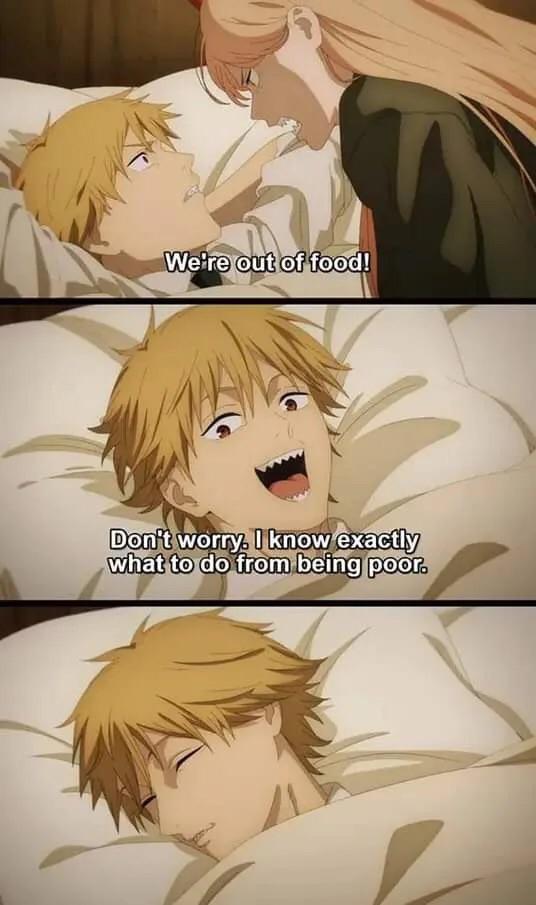 We're out of food!
Don't worry. I know exactly
what to do from being poor.